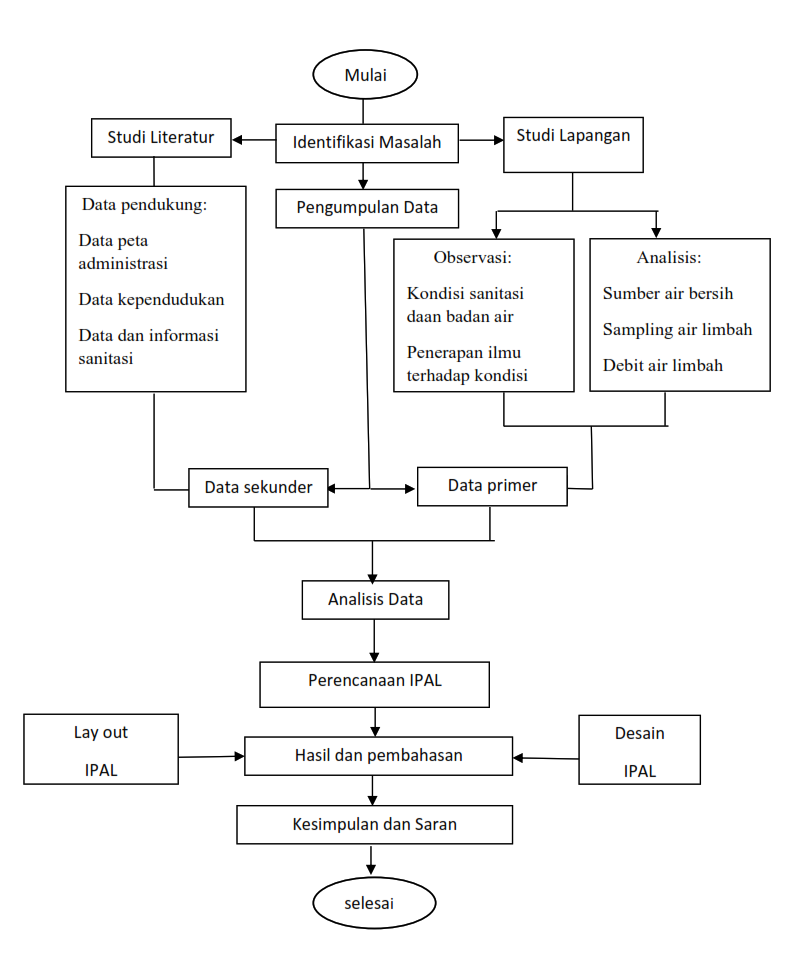 Mulai
Studi Literatur
Identifikasi Masalah
Studi Lapangan
Pengumpulan Data
Data pendukung:
Data peta
administrasi
Data kependudukan
Data dan informasi
sanitasi
Observasi:
Kondisi sanitasi
daan badan air
Penerapan ilmu
terhadap kondisi
Analisis:
Sumber air bersih
Sampling air limbah
Debit air limbah
Data sekunder
Data primer
Analisis Data
Perencanaan IPAL
Lay out
IPAL
Hasil dan pembahasan
Desain
IPAL
Kesimpulan dan Saran
selesai